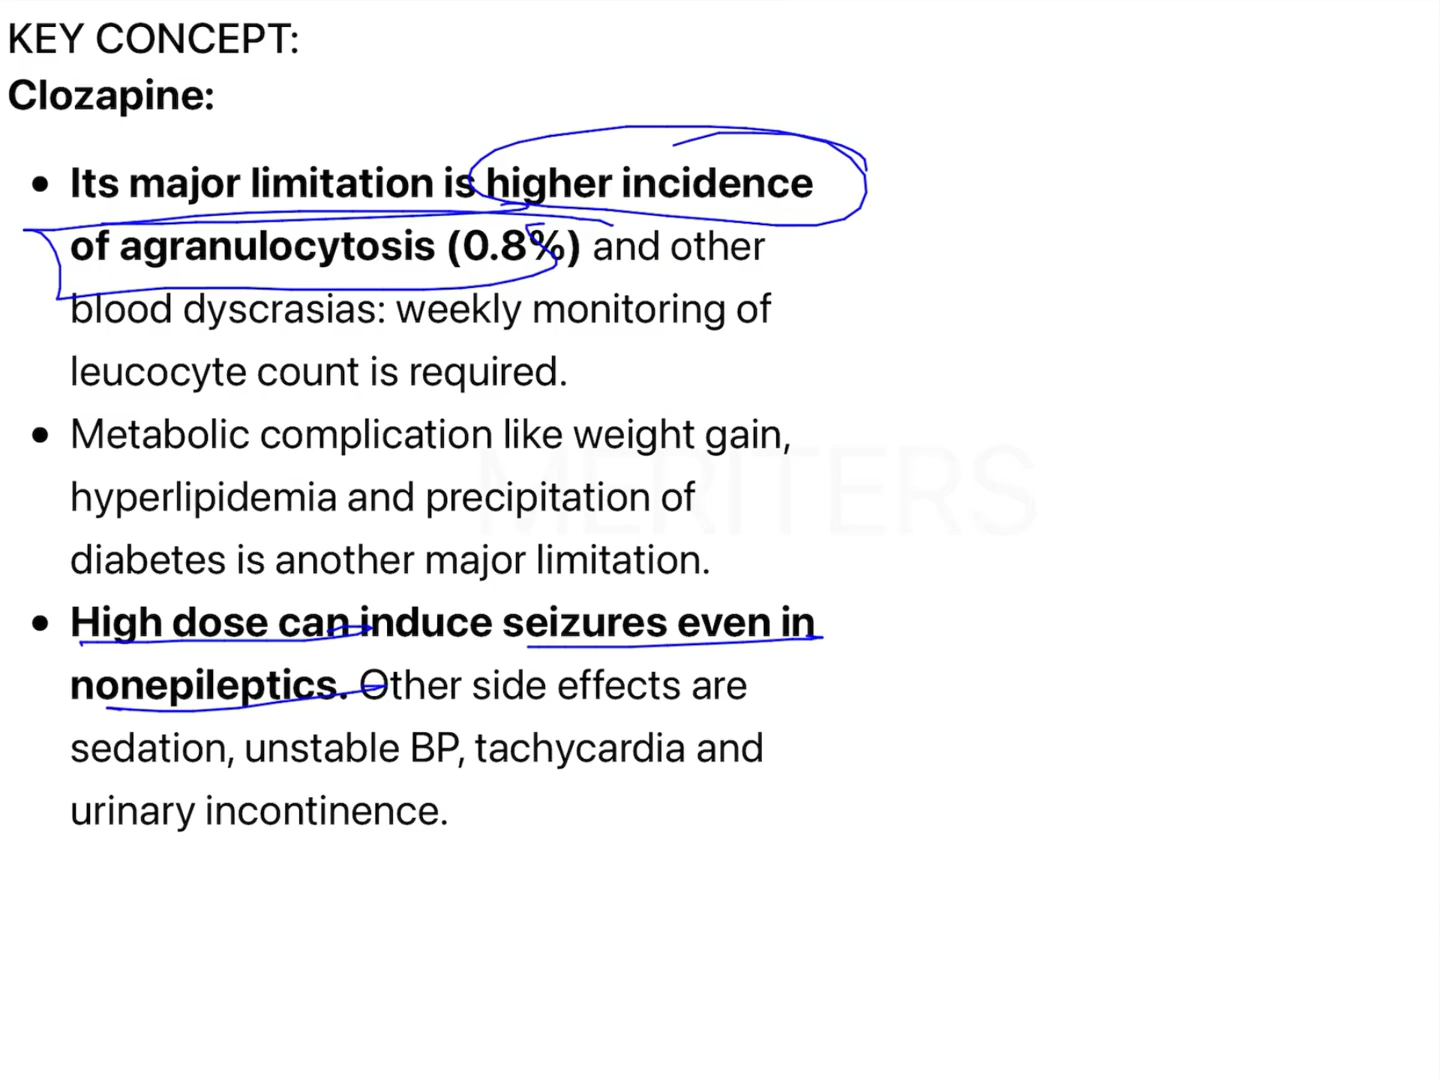 KEY CONCEPT:
Clozapine:
• Its major limitation is higher incidence
of agranulocytosis (0.8%) and other
blood dyscrasias: weekly monitoring of
leucocyte count is required.
• Metabolic complication like weight gain,
hyperlipidemia and precipitation of
diabetes is another major limitation.
• High dose can induce seizures even in
nonepileptics. Other side effects are
sedation, unstable BP, tachycardia and
urinary incontinence.
MERITERS